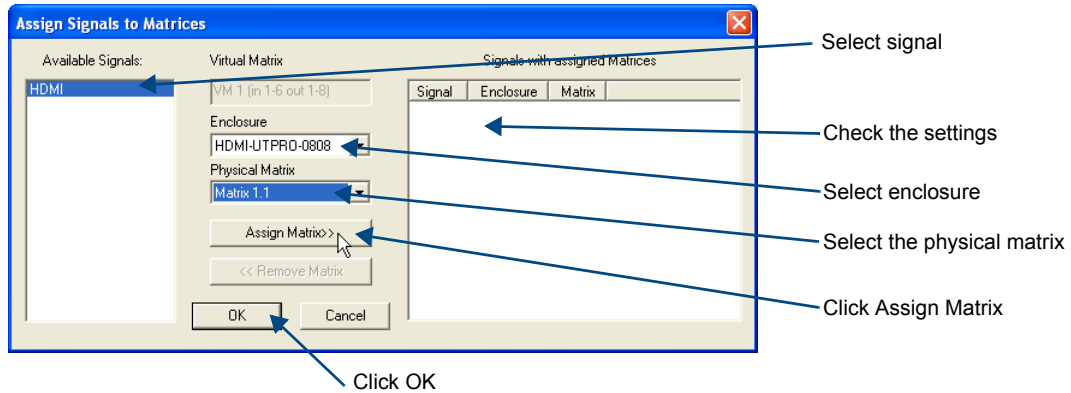 Assign Signals to Matrices
Select signal
Available Signals:
Virtual Matrix
Signals with assigned Matrices
HDMI
VM 1 (in 1-6 out 1-8)
Signal Enclosure Matrix
Enclosure
HDMI-UTPRO-0808
Check the settings
Physical Matrix
Matrix 1.1
Select enclosure
Assign Matrix>>
Select the physical matrix
<< Remove Matrix
Click Assign Matrix
OK
Cancel
Click OK